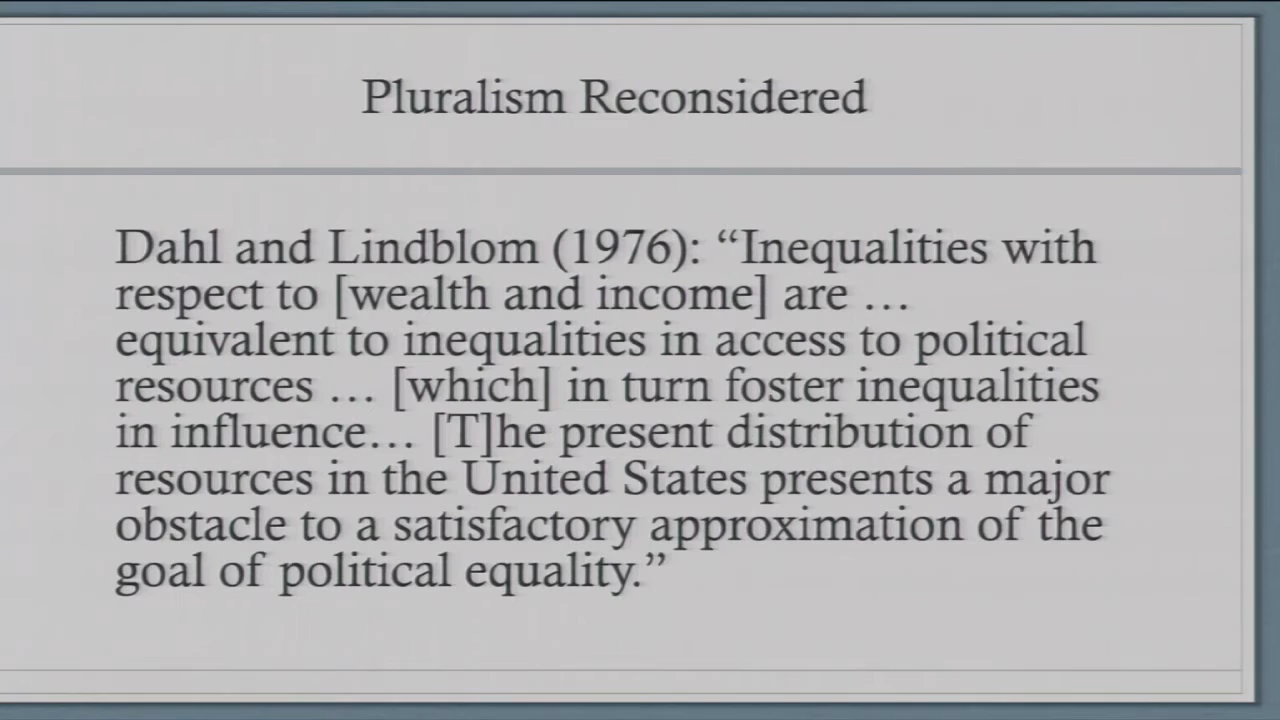 Pluralism Reconsidered
Dahl and Lindblom (1976): “Inequalities with
respect to [wealth and income] are …
equivalent to inequalities in access to political
resources … [which] in turn foster inequalities
in influence… [T]he present distribution of
resources in the United States presents a major
obstacle to a satisfactory approximation of the
goal of political equality.”